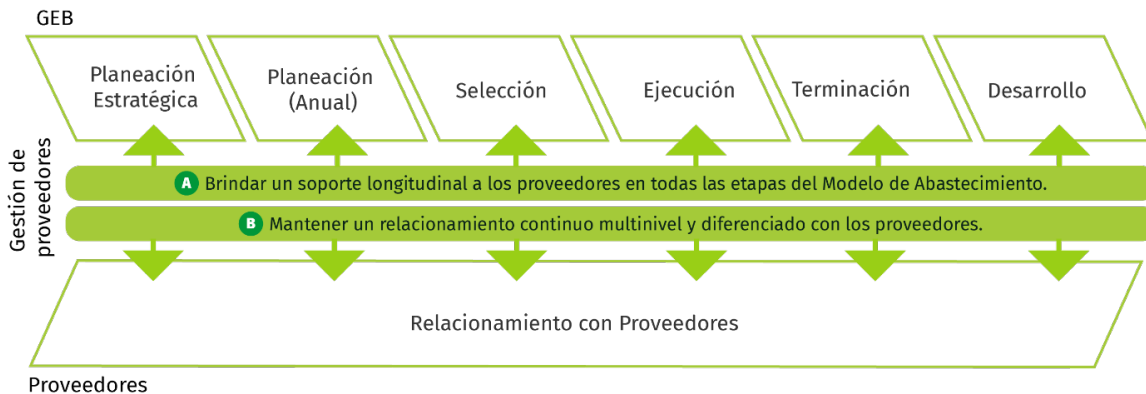 GEB
Planeación
Estratégica
Planeación
(Anual)
Selección
Ejecución
Terminación
Desarrollo
Gestión de
proveedores
A Brindar un soporte longitudinal a los proveedores en todas las etapas del Modelo de Abastecimiento.
B Mantener un relacionamiento continuo multinivel y diferenciado con los proveedores.
Relacionamiento con Proveedores
Proveedores